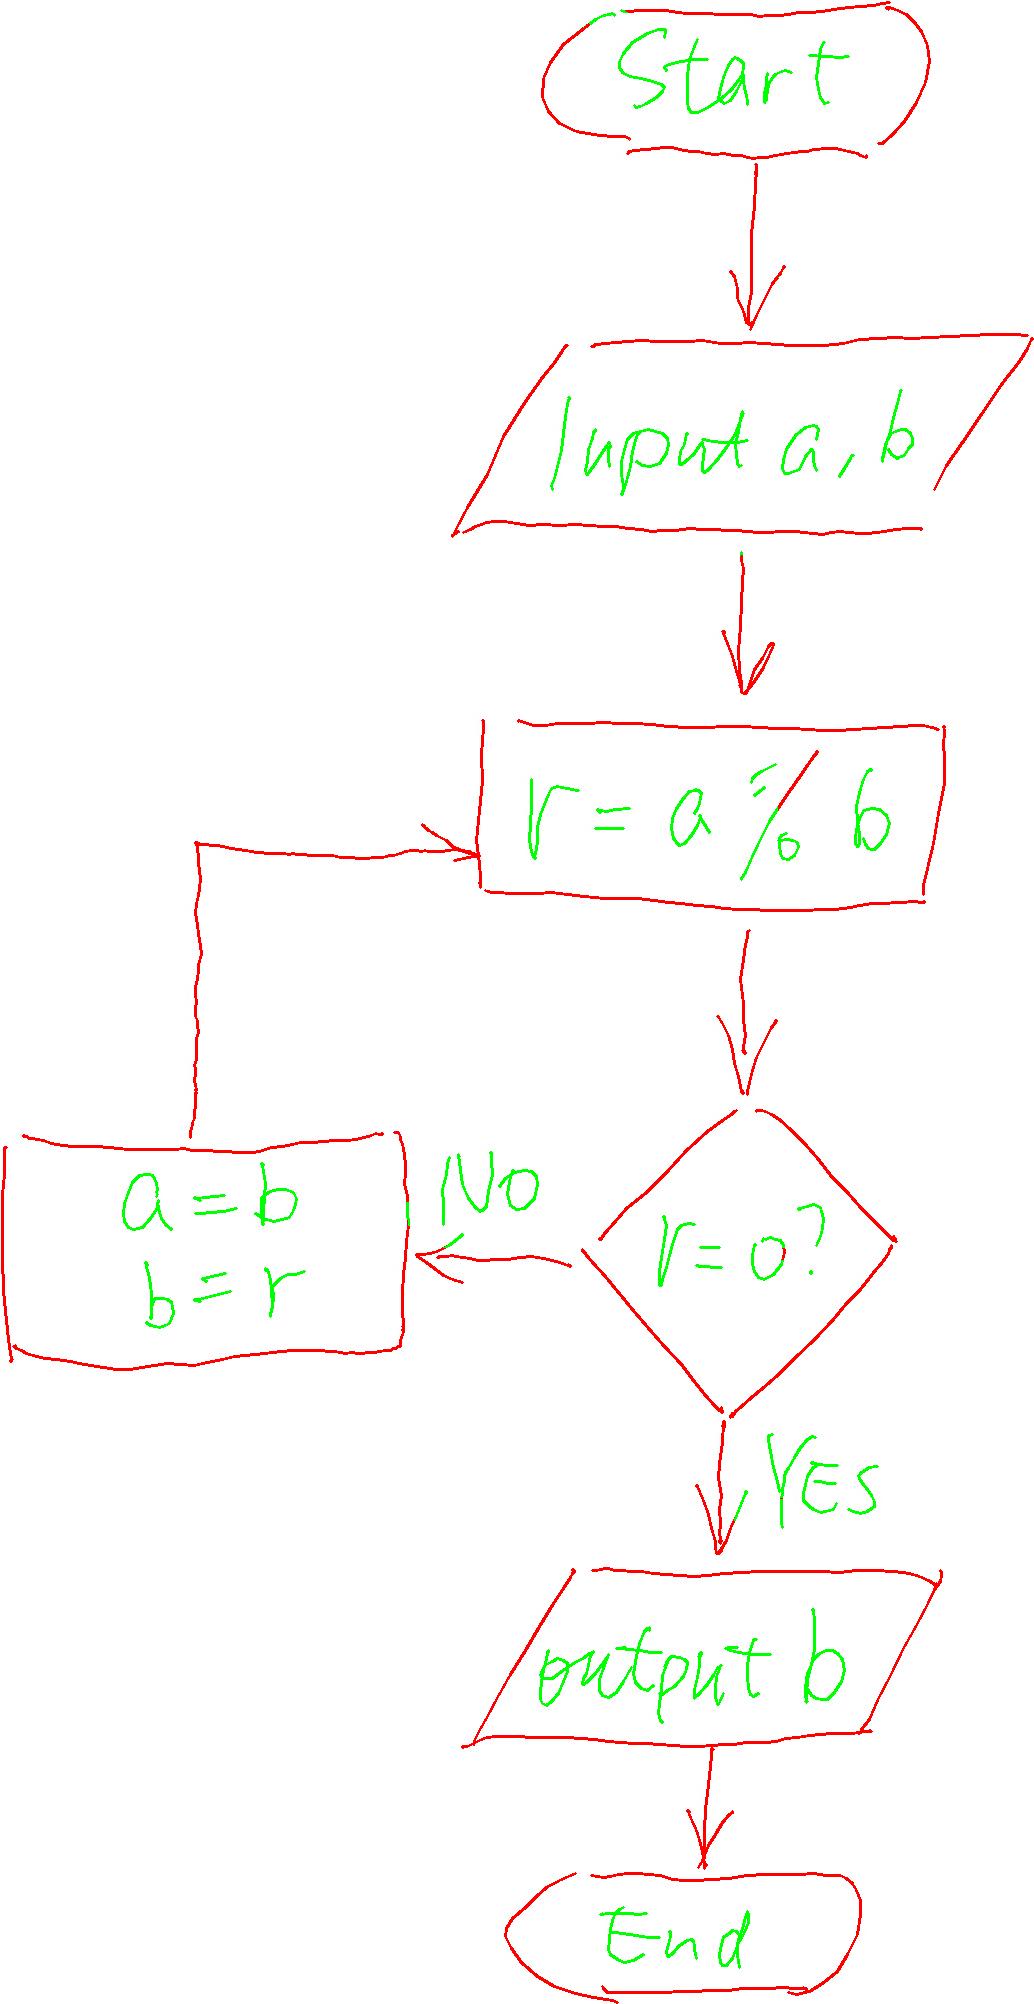 Start
Input a, b
r = a % b
r = 0?
NO
a = b
b = r
YES
output b
End